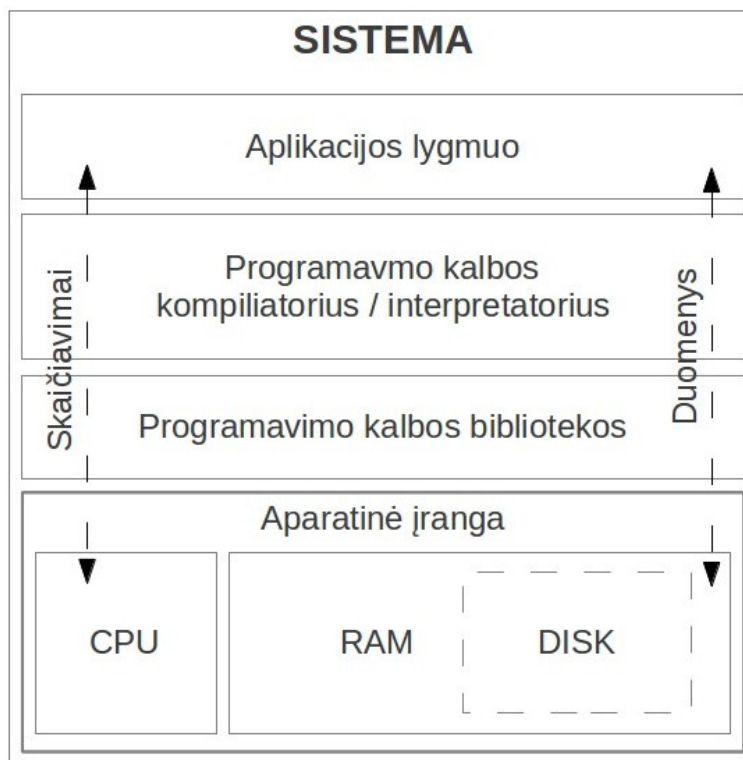 SISTEMA
Aplikacijos lygmuo
Programavmo kalbos
kompiliatorius / interpretatorius
Skaičiavimai
Duomenys
Programavimo kalbos bibliotekos
Aparatinė įranga
CPU
RAM
DISK